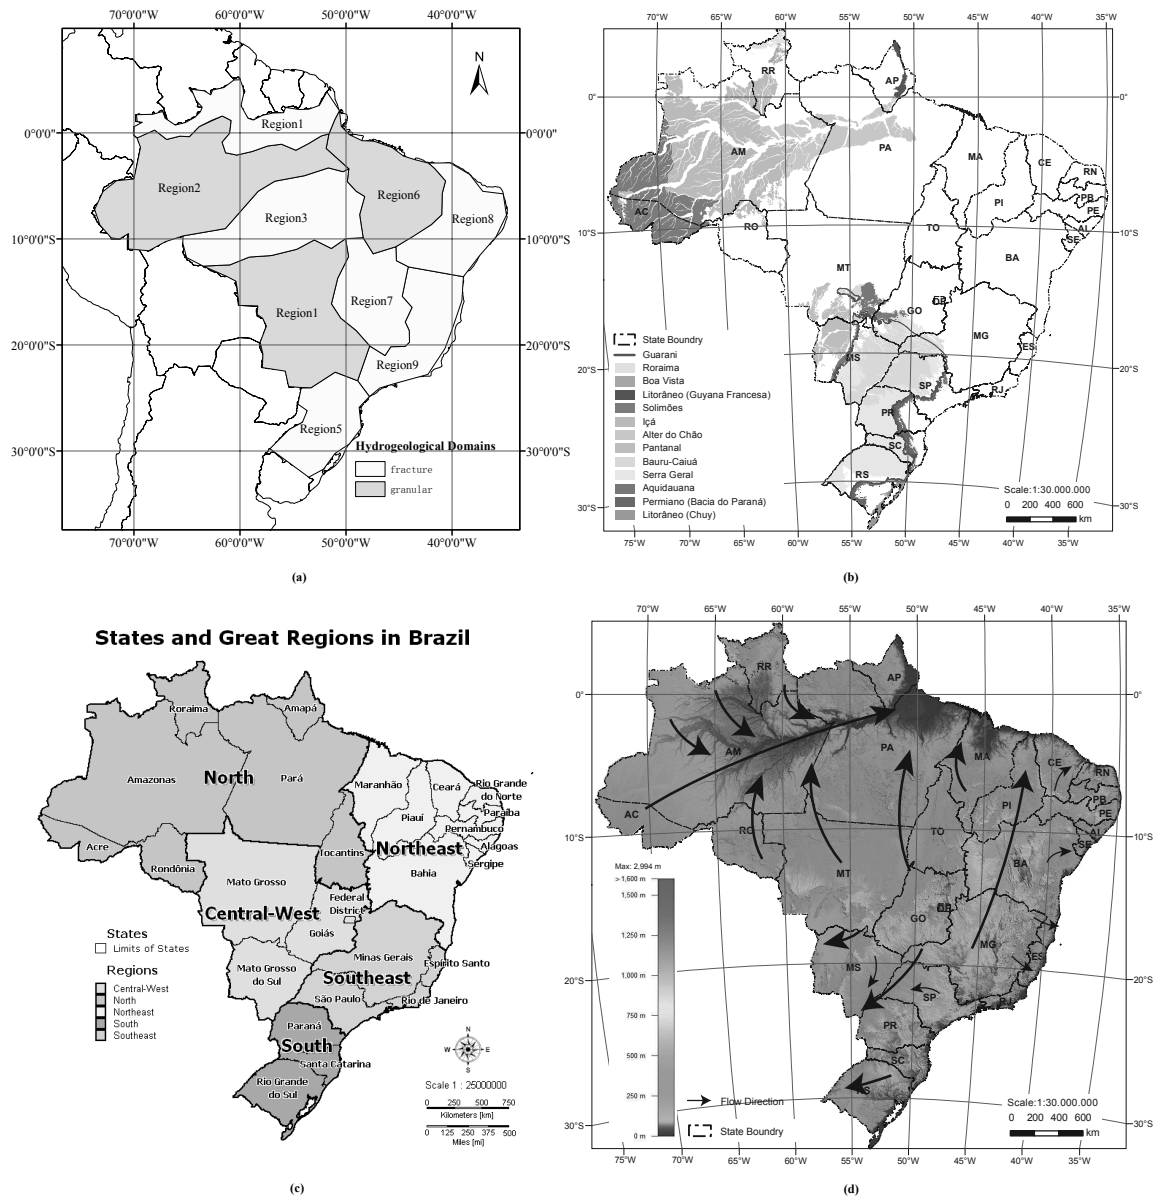 70°0'0"W 60°0'0"W 50°0'0"W 40°0'0"W
N
0°0'0"
0°0'0"
10°0'0"S
10°0'0"S
20°0'0"S
20°0'0"S
30°0'0"S
30°0'0"S
Region1
Region2
Region6
Region3
Region8
Region1
Region7
Region9
Region5
Hydrogeological Domains
fracture
granular
70°0'0"W 60°0'0"W 50°0'0"W 40°0'0"W
(a)
70°W 65°W 60°W 55°W 50°W 45°W 40°W 35°W
0°
0°
10°S
10°S
20°S
20°S
30°S
30°S
RR
AP
AM
PA
MA
CE
RN
PB
PE
PI
AC
RO
TO
AL
SE
MT
BA
GO
DF
MG
ES
MS
SP
RJ
PR
SC
RS
State Boundry
Guarani
Roraima
Boa Vista
Litorâneo (Guyana Francesa)
Solimões
Içá
Alter do Chão
Pantanal
Bauru-Caiuá
Serra Geral
Aquidauana
Permiano (Bacia do Paraná)
Litorâneo (Chuy)
Scale:1:30.000.000
0 200 400 600
km
75°W 70°W 65°W 60°W 55°W 50°W 45°W 40°W 35°W
(b)
States and Great Regions in Brazil
Roraima
Amapá
Amazonas
North
Pará
Maranhão
Ceará
Rio Grande
do Norte
Piauí
Paraíba
Pernambuco
Acre
Tocantins
Northeast
Alagoas
Sergipe
Rondônia
Bahia
Mato Grosso
Federal
District
Central-West
Goiás
Minas Gerais
Espírito Santo
Mato Grosso
do Sul
Southeast
São Paulo
Rio de Janeiro
Paraná
South
Santa Catarina
Rio Grande
do Sul
States
Limits of States
Regions
Central-West
North
Northeast
South
Southeast
N
W E
S
Scale 1 : 25000000
0 250 500 750
Kilometers [km]
0 125 250 375 500
Miles [mi]
(c)
70°W 65°W 60°W 55°W 50°W 45°W 40°W 35°W
0°
0°
10°S
10°S
20°S
20°S
30°S
30°S
RR
AP
AM
PA
MA
CE
RN
PB
PE
PI
AC
RO
TO
AL
SE
BA
MT
GO
DF
MG
ES
MS
SP
RJ
PR
SC
RS
Max: 2,994 m
> 1,600 m
1,500 m
1,250 m
1,000 m
750 m
500 m
250 m
0 m
Flow Direction
State Boundry
Scale:1:30.000.000
0 200 400 600
km
75°W 70°W 65°W 60°W 55°W 50°W 45°W 40°W 35°W
(d)